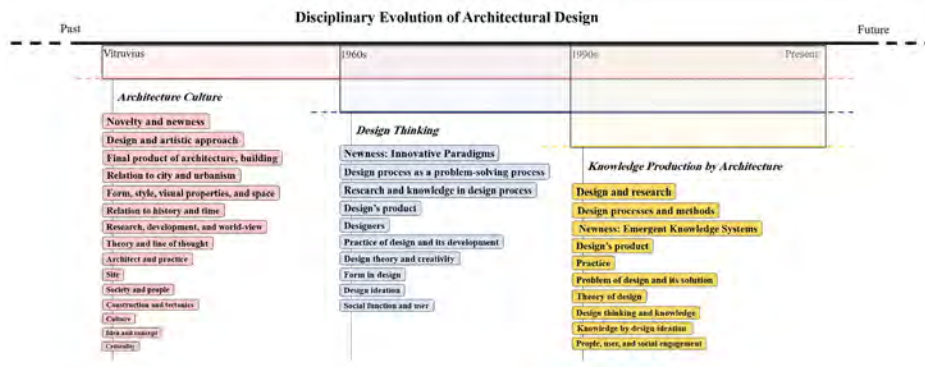 Disciplinary Evolution of Architectural Design
Past
Future
Vitruvius
1960s
1990s
Present
Architecture Culture
Novelty and newness
Design and artistic approach
Final product of architecture, building
Relation to city and urbanism
Form, style, visual properties, and space
Relation to history and time
Research, development, and world-view
Theory and line of thought
Architect and practice
Site
Society and people
Construction and tectonics
Culture
Idea and concept
Criticality
Design Thinking
Newness: Innovative Paradigms
Design process as a problem-solving process
Research and knowledge in design process
Design's product
Designers
Practice of design and its development
Design theory and creativity
Form in design
Design ideation
Social function and user
Knowledge Production by Architecture
Design and research
Design processes and methods
Newness: Emergent Knowledge Systems
Design's product
Practice
Problem of design and its solution
Theory of design
Design thinking and knowledge
Knowledge by design ideation
People, user, and social engagement